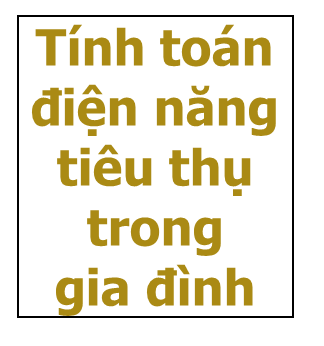 Tính toán
điện năng
tiêu thụ
trong
gia đình